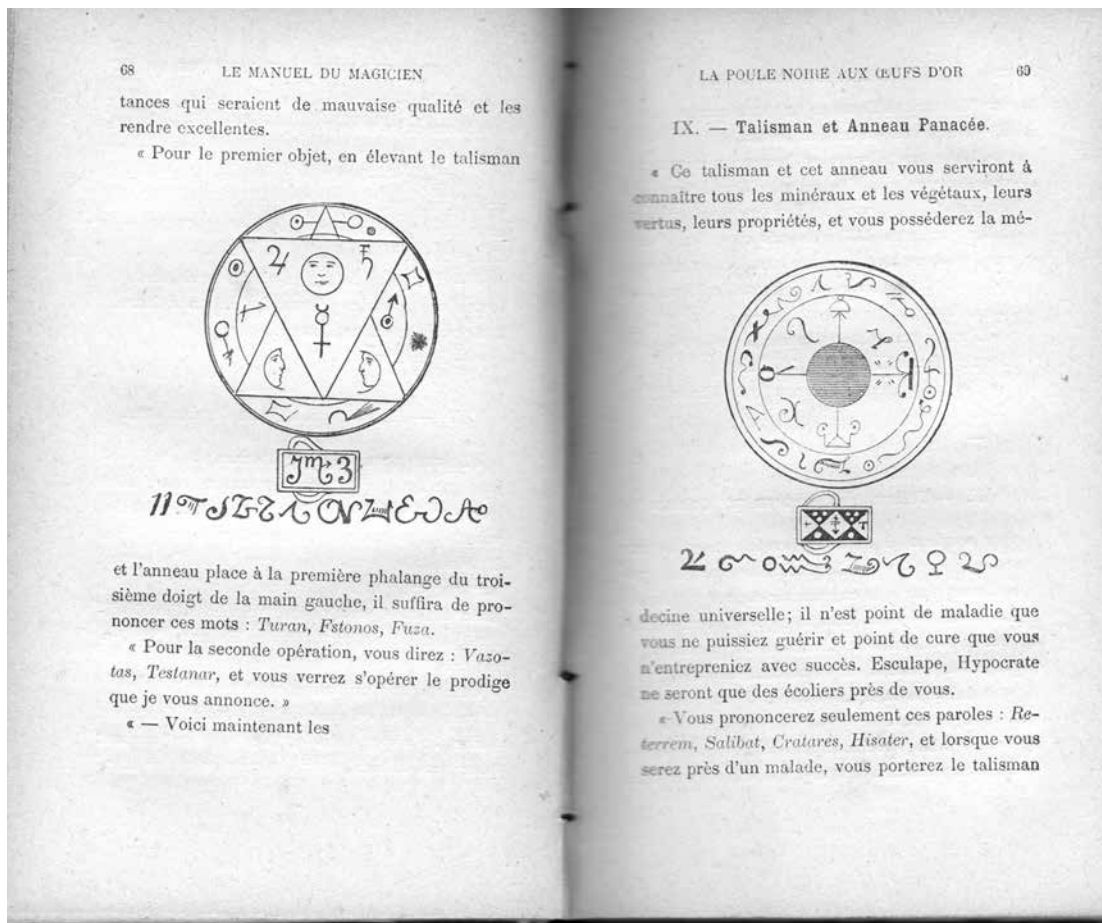 68
LE MANUEL DU MAGICIEN
tances qui seraient de mauvaise qualité et les
rendre excellentes.
« Pour le premier objet, en élevant le talisman
et l'anneau place à la première phalange du troi-
sième doigt de la main gauche, il suffira de pro-
noncer ces mots : Turan, Fstonos, Fuza.
« Pour la seconde opération, vous direz : Vazo-
tas, Testanar, et vous verrez s'opérer le prodige
que je vous annonce. »
« — Voici maintenant les
LA POULE NOIRE AUX ŒUFS D'OR
69
IX. — Talisman et Anneau Panacée.
« Ce talisman et cet anneau vous serviront à
connaître tous les minéraux et les végétaux, leurs
vertus, leurs propriétés, et vous posséderez la mé-
decine universelle; il n'est point de maladie que
vous ne puissiez guérir et point de cure que vous
n'entrepreniez avec succès. Esculape, Hypocrate
ne seront que des écoliers près de vous.
« Vous prononcerez seulement ces paroles : Re-
terrem, Salibat, Cratares, Hisater, et lorsque vous
serez près d'un malade, vous porterez le talisman